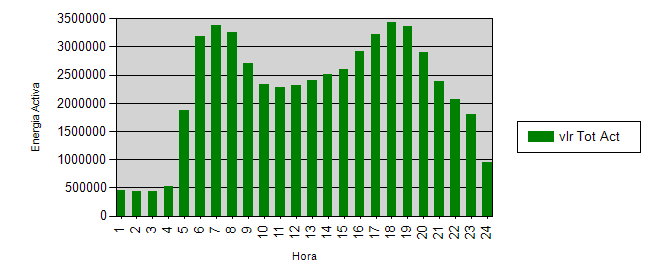 3500000
3000000
2500000
2000000
1500000
1000000
500000
0
Energia Activa
1 2 3 4 5 6 7 8 9 10 11 12 13 14 15 16 17 18 19 20 21 22 23 24
Hora
vlr Tot Act